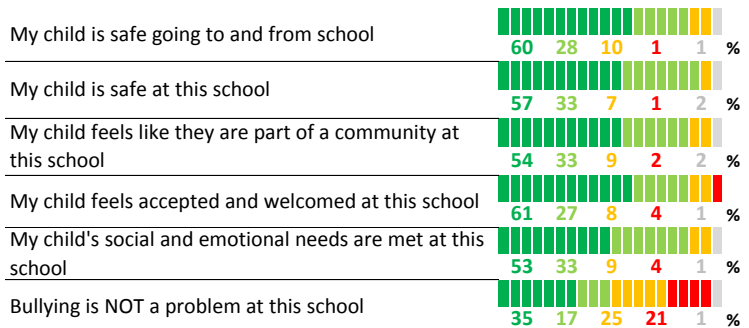 My child is safe going to and from school
60 28 10 1 1 %
My child is safe at this school
57 33 7 1 2 %
My child feels like they are part of a community at
this school
54 33 9 2 2 %
My child feels accepted and welcomed at this school
61 27 8 4 1 %
My child's social and emotional needs are met at this
school
53 33 9 4 1 %
Bullying is NOT a problem at this school
35 17 25 21 1 %